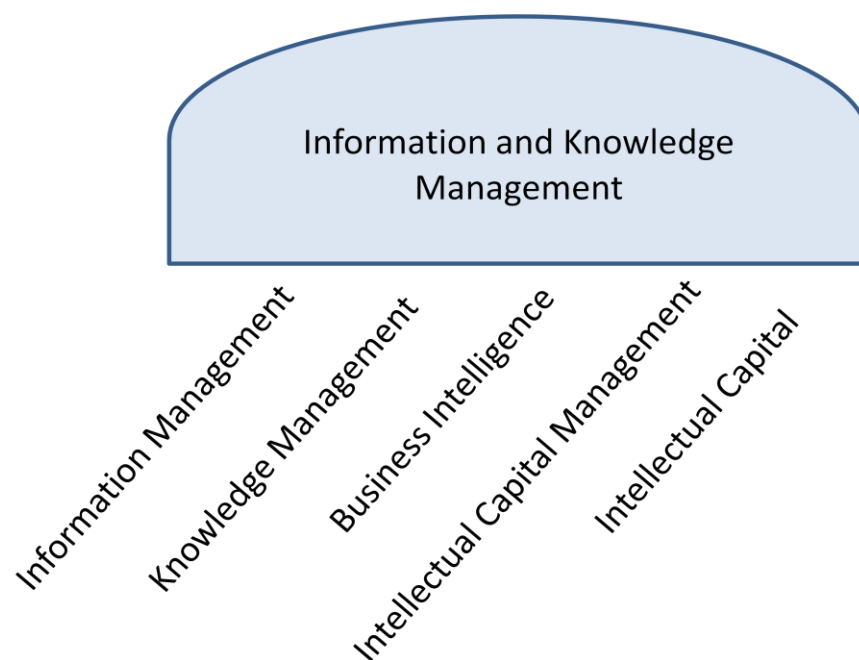 Information and Knowledge
Management
Information Management
Knowledge Management
Business Intelligence
Intellectual Capital Management
Intellectual Capital